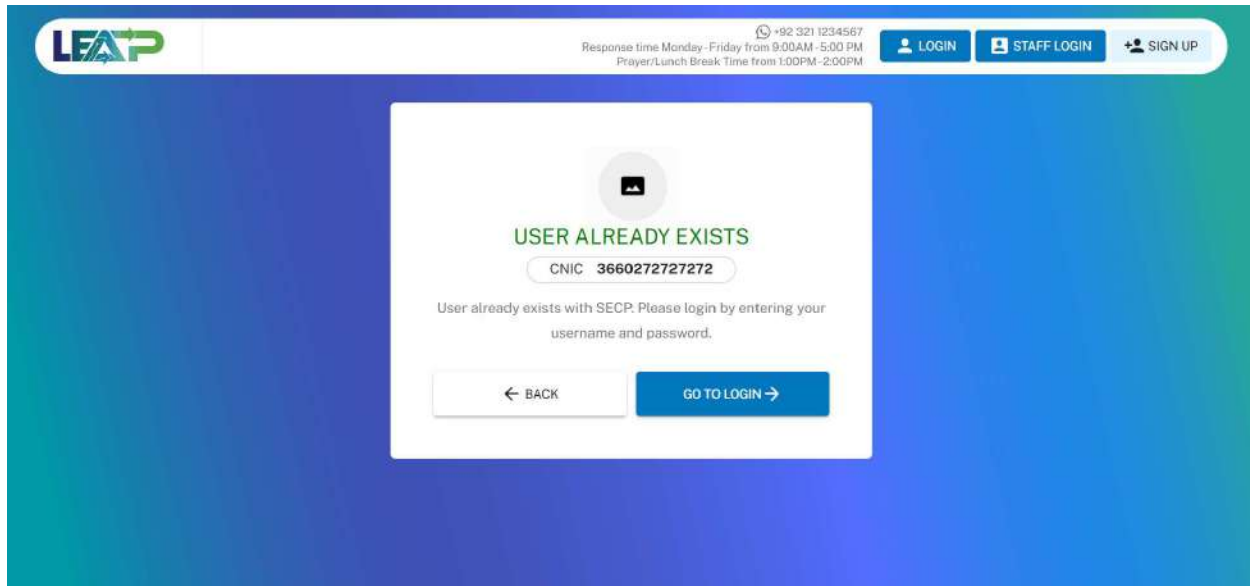 LEAP
+92 321 1234567
Response time Monday-Friday from 9:00AM-5:00 PM
Prayer/Lunch Break Time from 1:00PM-2:00PM
LOGIN
STAFF LOGIN
SIGN UP
USER ALREADY EXISTS
CNIC 3660272727272
User already exists with SECP. Please login by entering your
username and password.
← BACK
GO TO LOGIN →